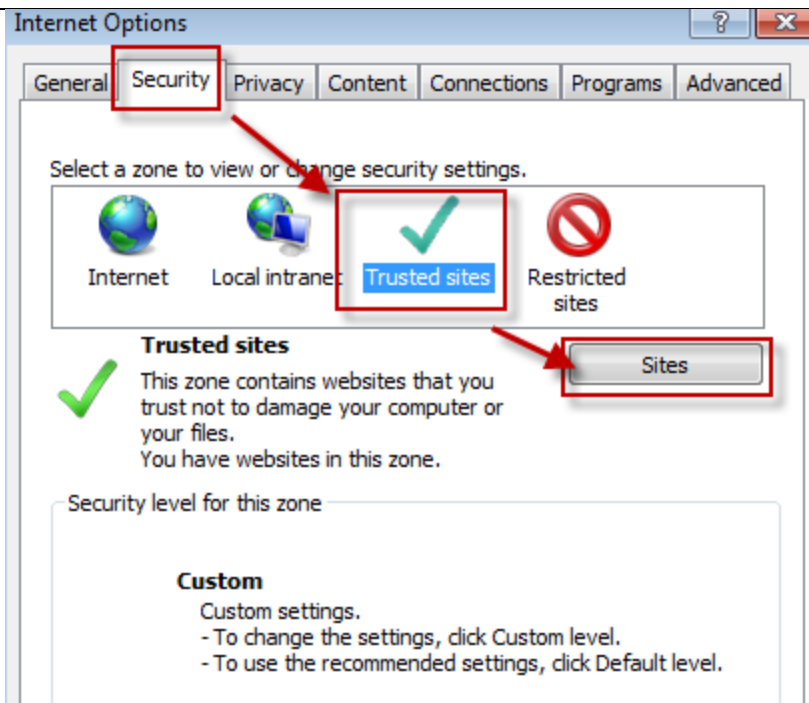 Internet Options
General Security Privacy Content Connections Programs Advanced
Select a zone to view or change security settings.
Internet Local intranet Trusted sites Restricted
sites
Trusted sites
Sites
This zone contains websites that you
trust not to damage your computer or
your files.
You have websites in this zone.
Security level for this zone
Custom
Custom settings.
- To change the settings, click Custom level.
- To use the recommended settings, click Default level.